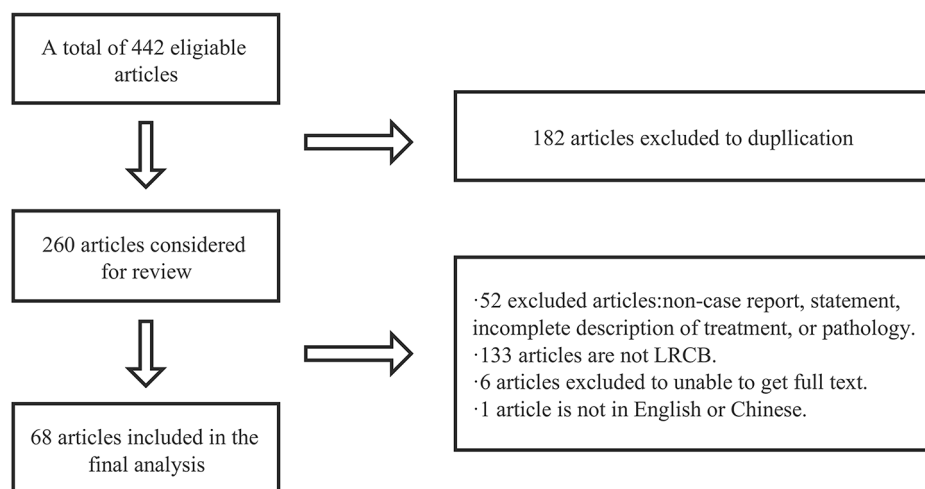 A total of 442 eligiable
articles
182 articles excluded to dupllication
260 articles considered
for review
·52 excluded articles:non-case report, statement,
incomplete description of treatment, or pathology.
·133 articles are not LRCB.
·6 articles excluded to unable to get full text.
·1 article is not in English or Chinese.
68 articles included in the
final analysis